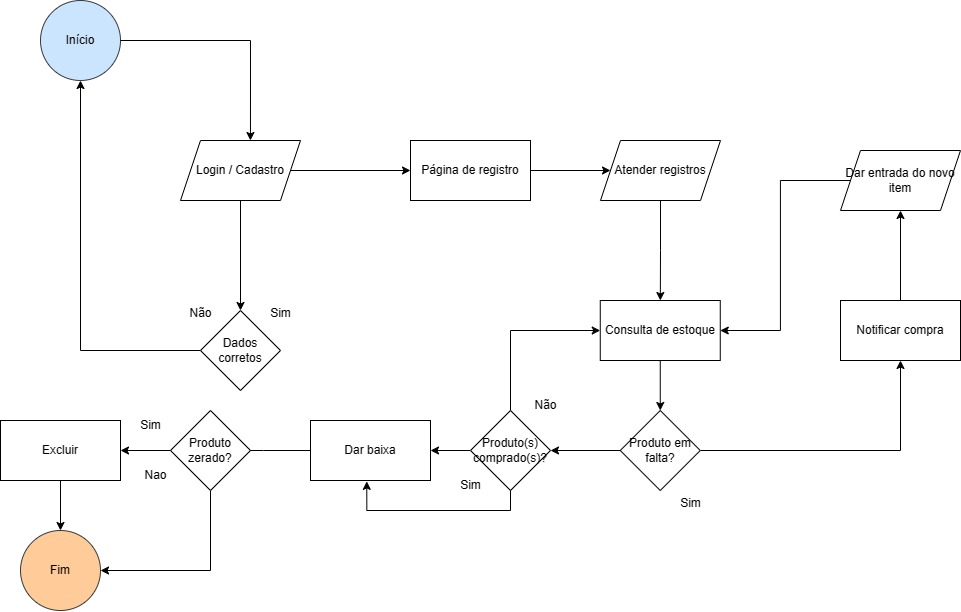 Início
Login / Cadastro
Página de registro
Atender registros
Dar entrada do novo
item
Não
Sim
Dados
corretos
Consulta de estoque
Notificar compra
Não
Sim
Produto
zerado?
Excluir
Nao
Dar baixa
Produto(s)
comprado(s)?
Sim
Produto em
falta?
Sim
Fim